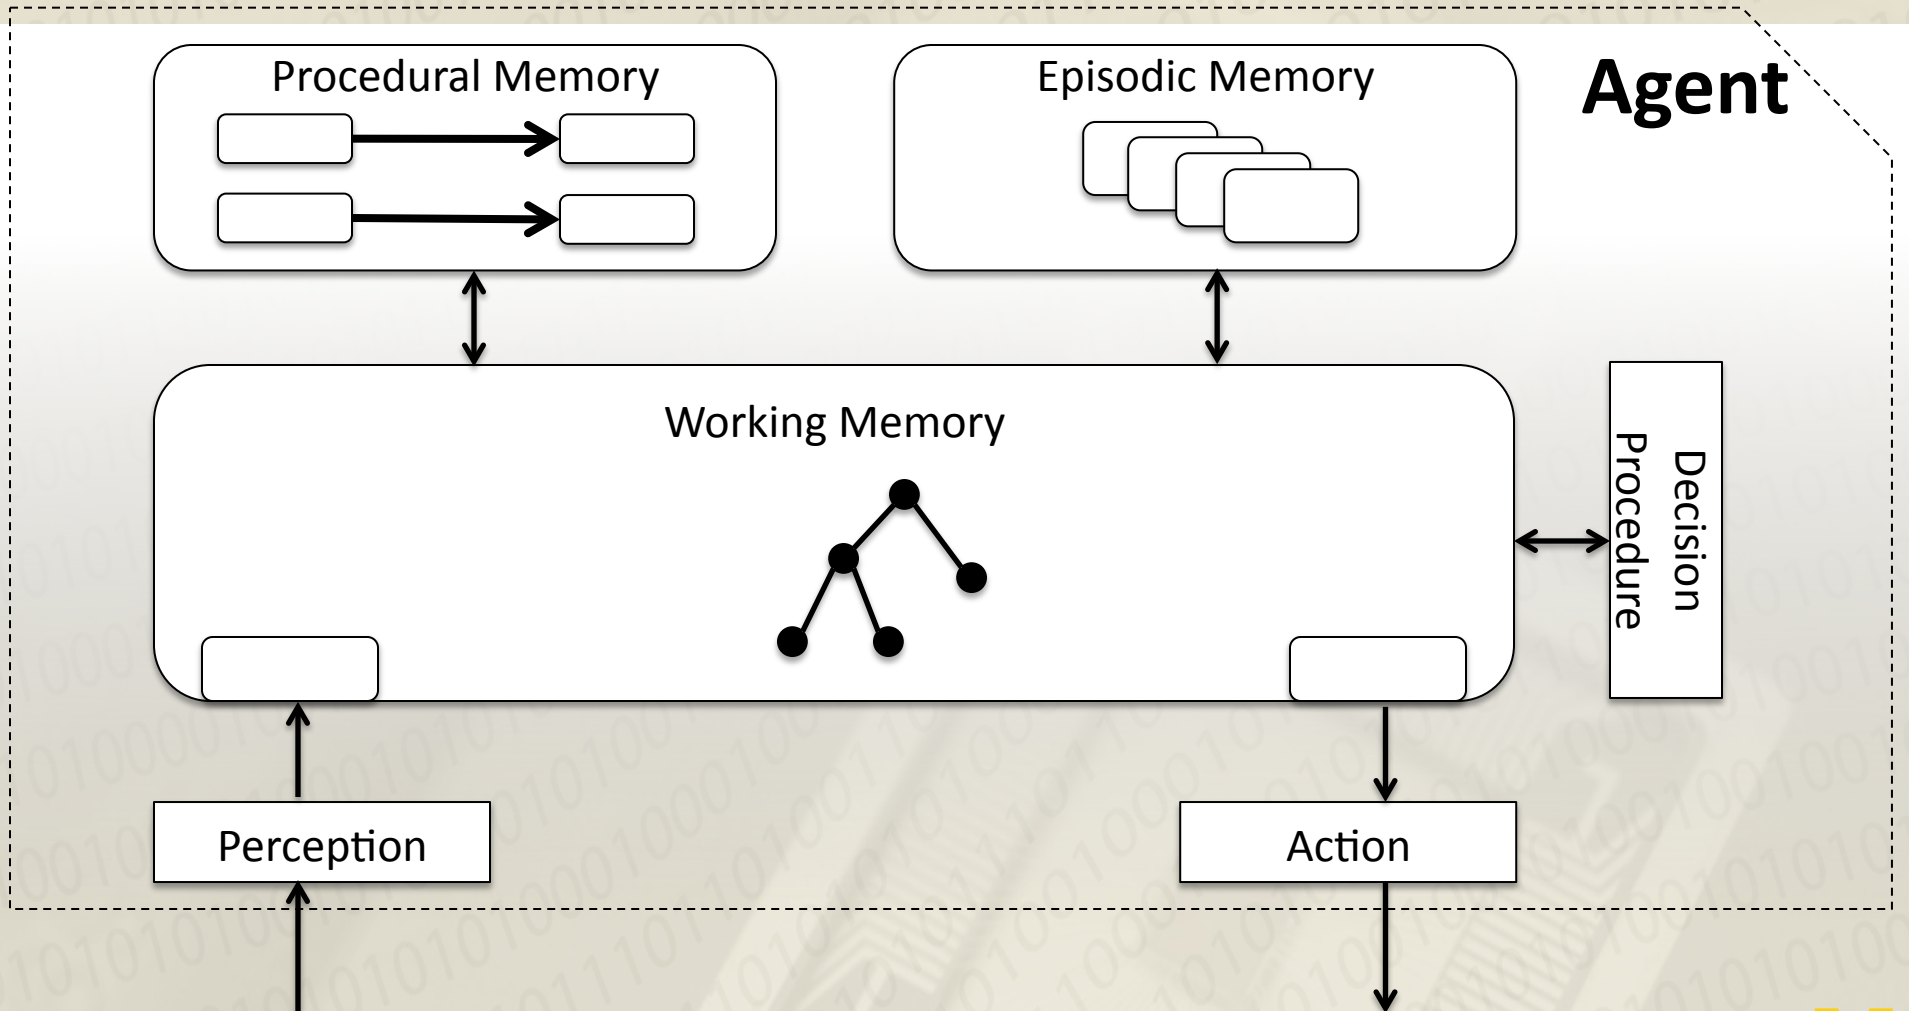 Agent
Procedural Memory
Episodic Memory
Working Memory
Decision
Procedure
Perception
Action